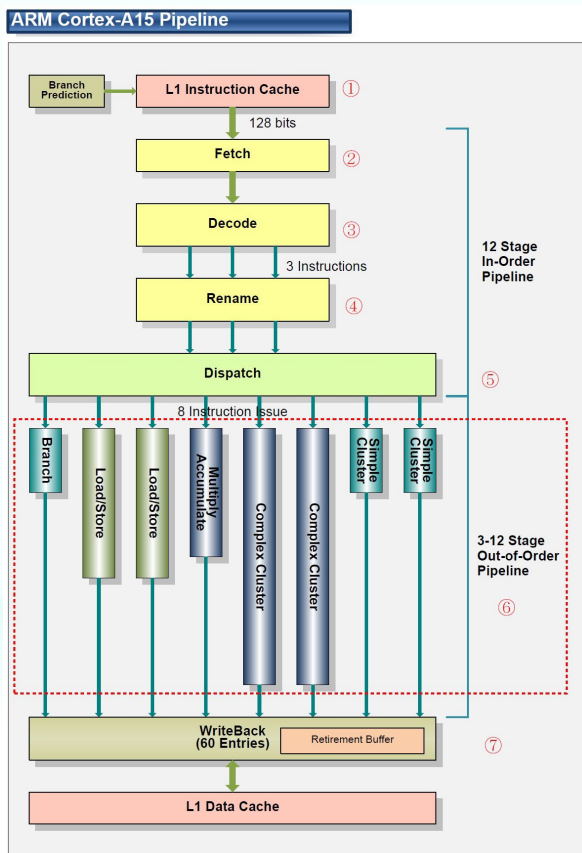 ARM Cortex-A15 Pipeline
Branch
Prediction
L1 Instruction Cache
①
128 bits
Fetch
②
Decode
③
3 Instructions
12 Stage
In-Order
Pipeline
Rename
④
Dispatch
⑤
8 Instruction Issue
Branch
Load/Store
Load/Store
Multiply
Accumulate
Complex Cluster
Complex Cluster
Simple
Cluster
Simple
Cluster
3-12 Stage
Out-of-Order
Pipeline
⑥
WriteBack
(60 Entries)
Retirement Buffer
⑦
L1 Data Cache